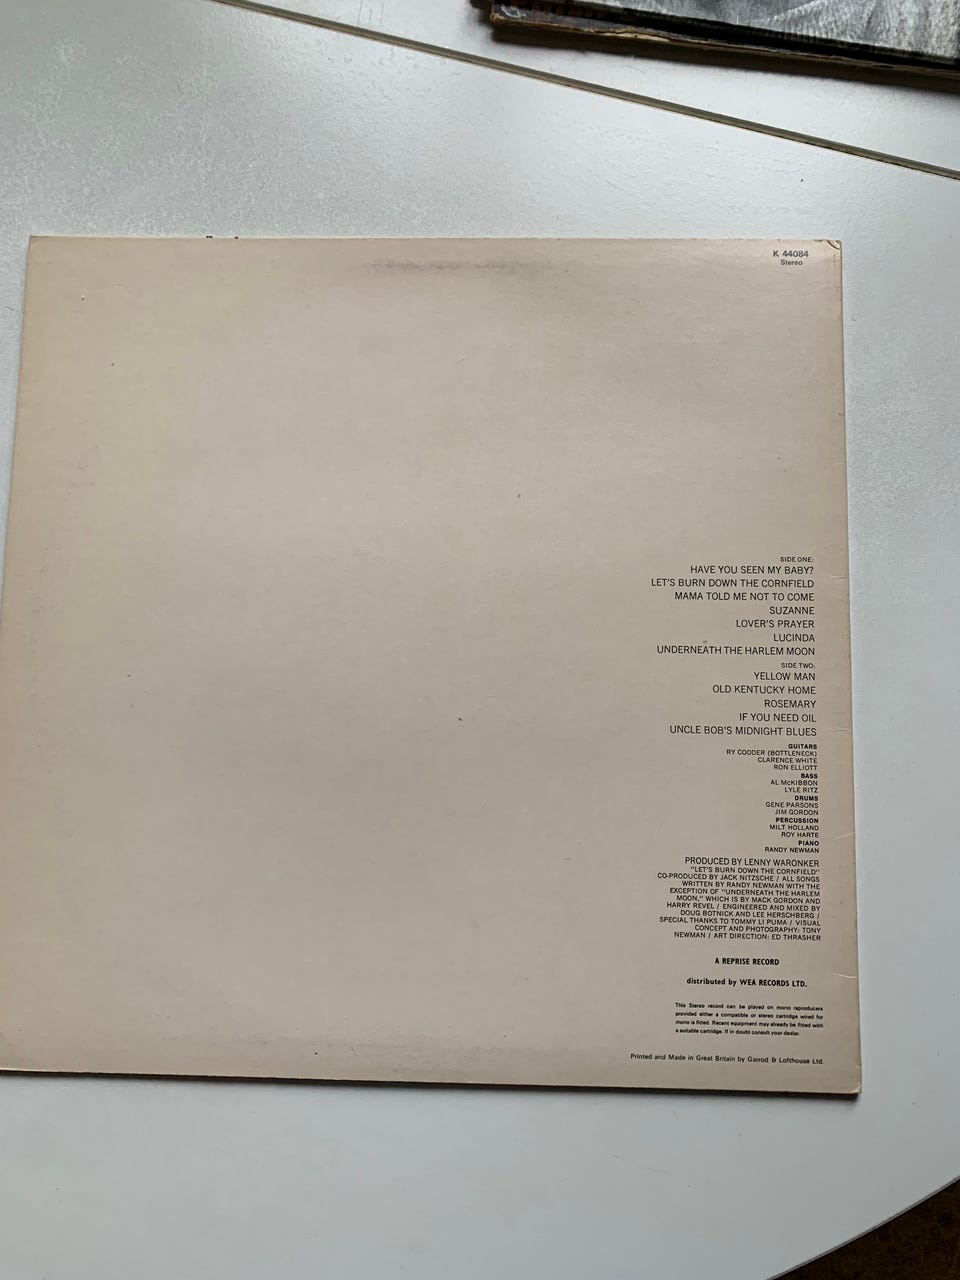 K 44084
Stereo
SIDE ONE:
HAVE YOU SEEN MY BABY?
LET'S BURN DOWN THE CORNFIELD
MAMA TOLD ME NOT TO COME
SUZANNE
LOVER'S PRAYER
LUCINDA
UNDERNEATH THE HARLEM MOON
SIDE TWO:
YELLOW MAN
OLD KENTUCKY HOME
ROSEMARY
IF YOU NEED OIL
UNCLE BOB'S MIDNIGHT BLUES
GUITARS
RY COODER (BOTTLENECK)
CLARENCE WHITE
RON ELLIOTT
BASS
AL McKIBBON
LYLE RITZ
DRUMS
GENE PARSONS
JIM GORDON
PERCUSSION
MILT HOLLAND
ROY HARTE
PIANO
RANDY NEWMAN
PRODUCED BY LENNY WARONKER
"LET'S BURN DOWN THE CORNFIELD"
CO-PRODUCED BY JACK NITZSCHE / ALL SONGS
WRITTEN BY RANDY NEWMAN WITH THE
EXCEPTION OF "UNDERNEATH THE HARLEM
MOON," WHICH IS BY MACK GORDON AND
HARRY REVEL / ENGINEERED AND MIXED BY
DOUG BOTNICK AND LEE HERSCHBERG /
SPECIAL THANKS TO TOMMY LI PUMA / VISUAL
CONCEPT AND PHOTOGRAPHY: TONY
NEWMAN / ART DIRECTION: ED THRASHER
A REPRISE RECORD
distributed by WEA RECORDS LTD.
This Stereo record can be played on mono reproducers
provided either a compatible or stereo cartridge wired for
mono is fitted. Recent equipment may already be fitted with
a suitable cartridge. If in doubt consult your dealer.
Printed and Made in Great Britain by Garrod & Lofthouse Ltd.